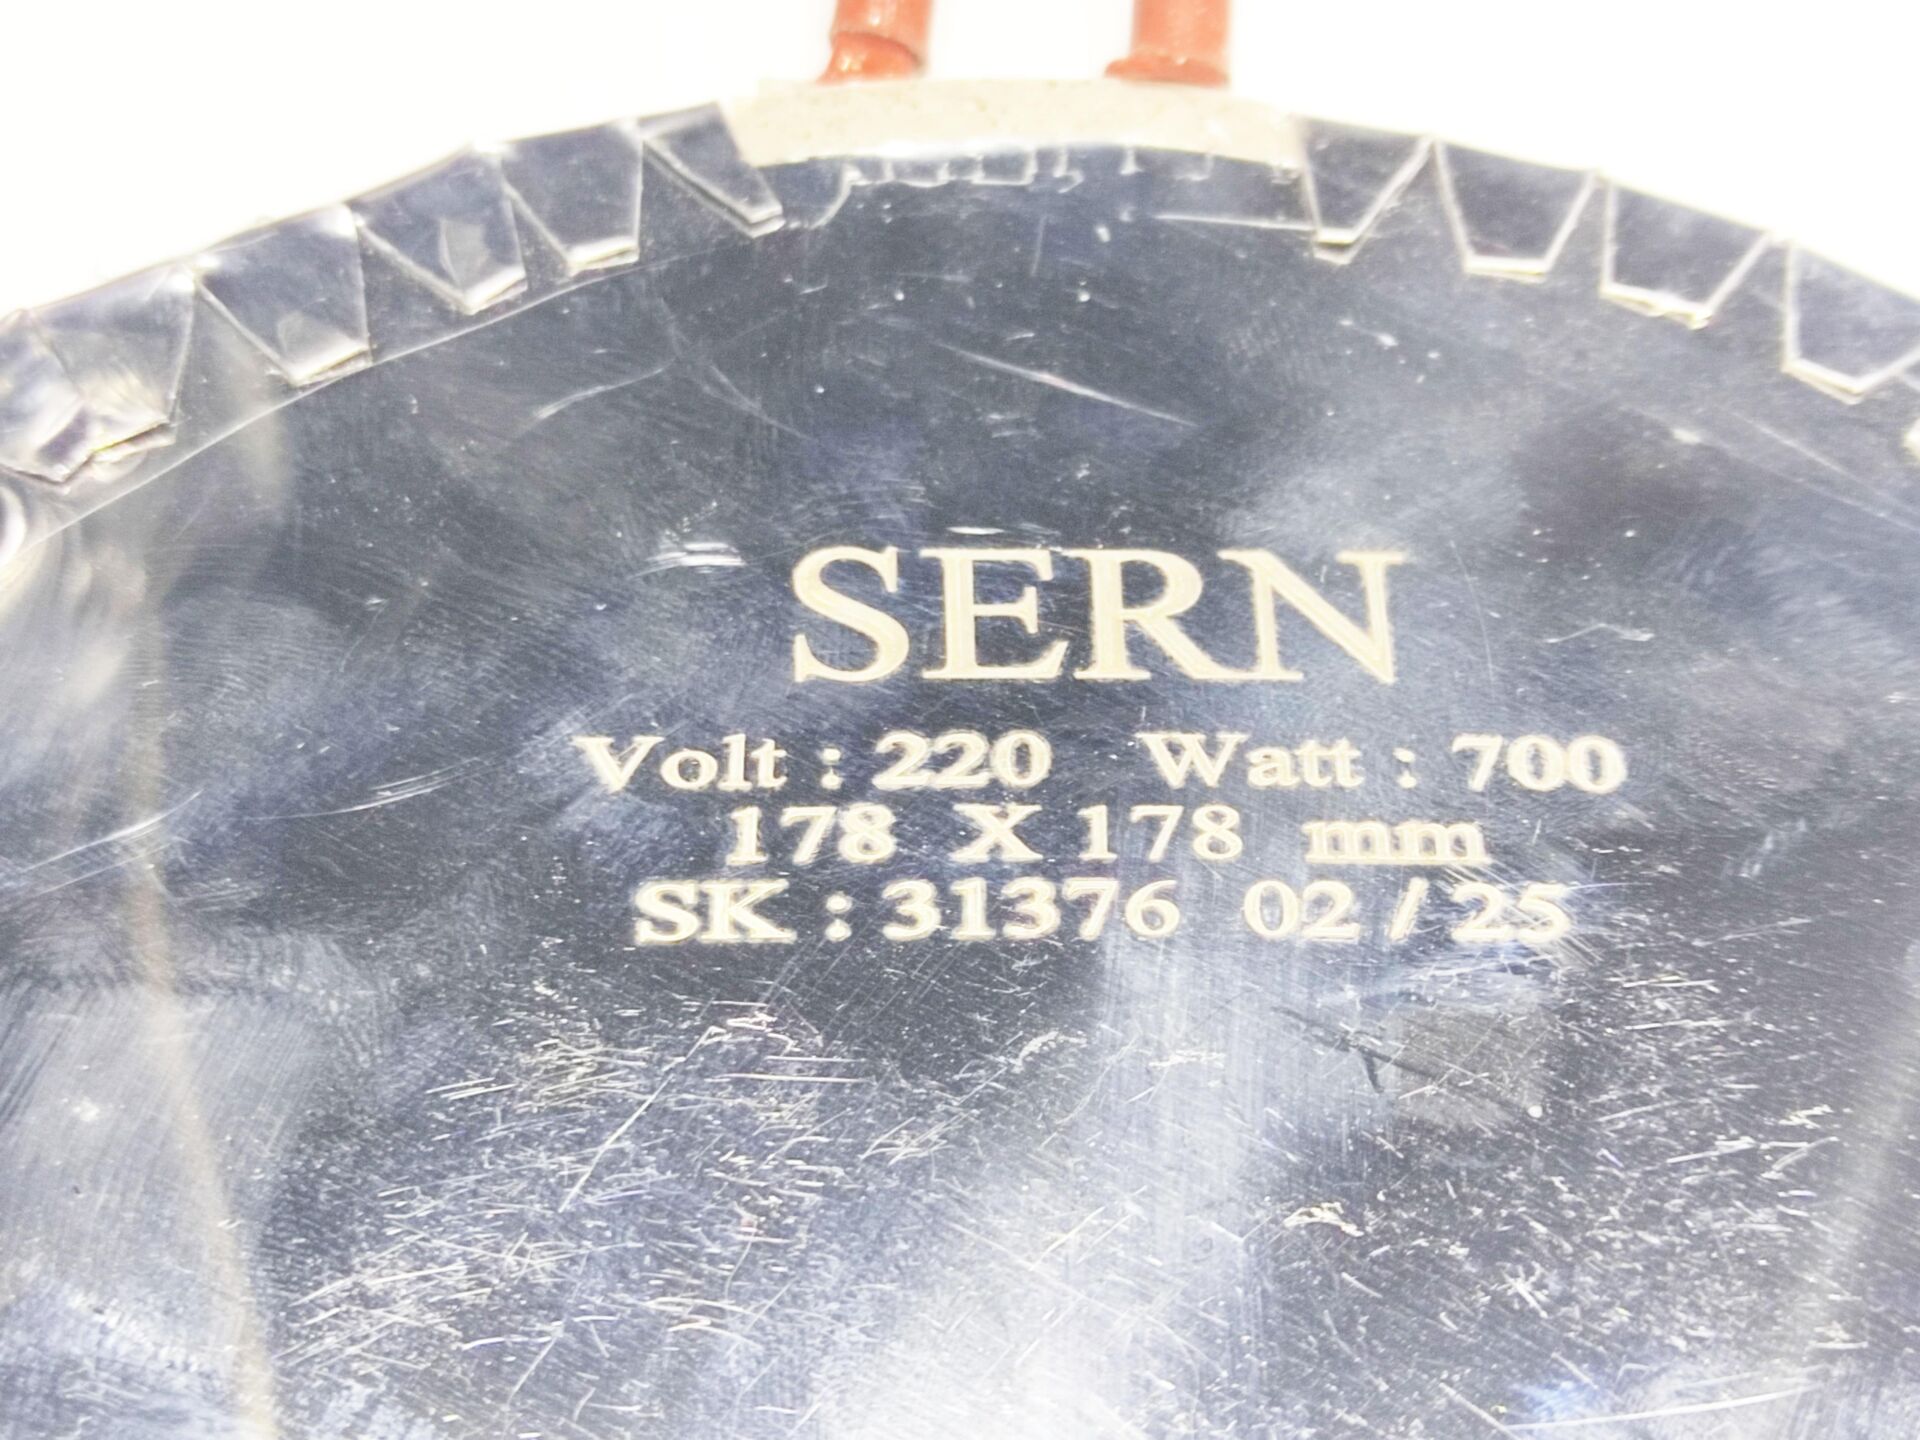 SERN
Volt : 220 Watt : 700
178 X 178 mm
SK : 31376 02 / 25